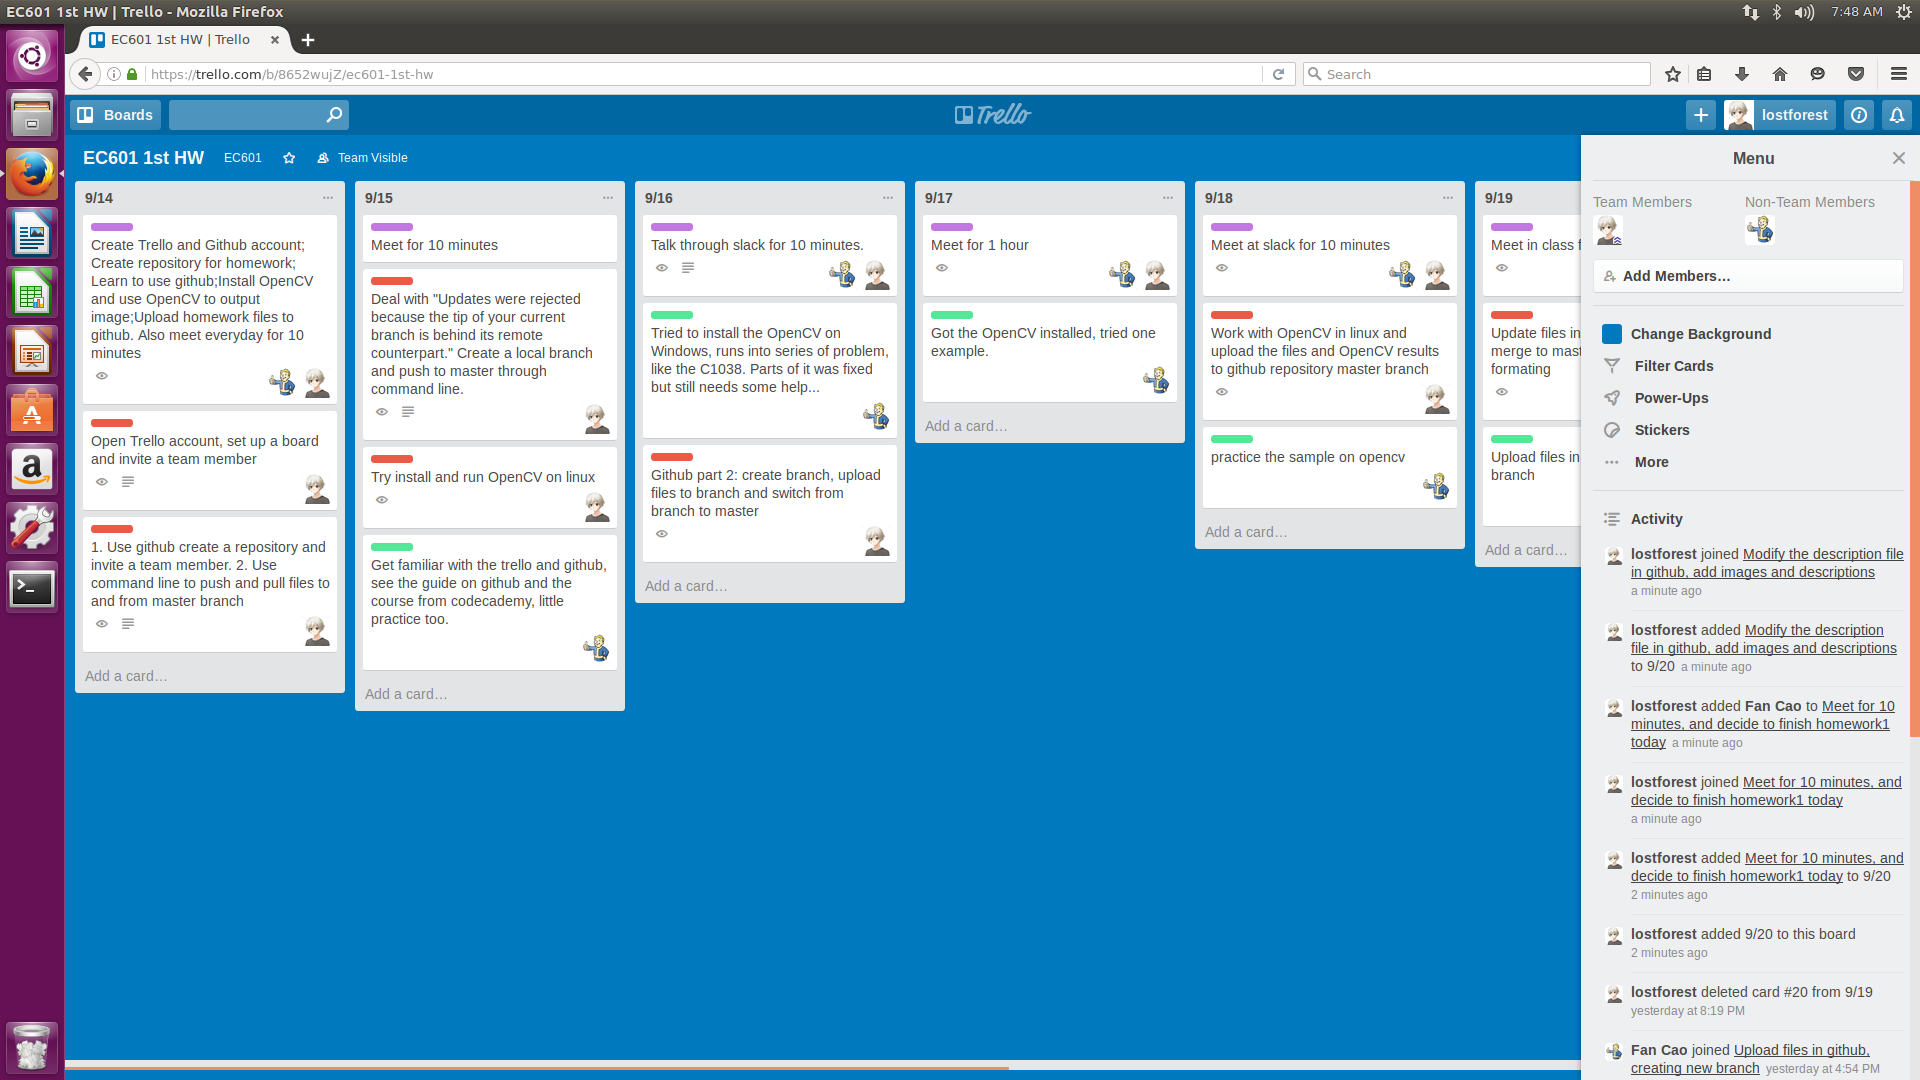 EC601 1st HW | Trello - Mozilla Firefox
7:48 AM
EC601 1st HW | Trello
https://trello.com/b/8652wujZ/ec601-1st-hw
Search
Boards
Trello
lostforest
EC601 1st HW
EC601
Team Visible
9/14
Create Trello and Github account;
Create repository for homework;
Learn to use github;Install OpenCV
and use OpenCV to output
image;Upload homework files to
github. Also meet everyday for 10
minutes
Open Trello account, set up a board
and invite a team member
1. Use github create a repository and
invite a team member. 2. Use
command line to push and pull files to
and from master branch
Add a card…
9/15
Meet for 10 minutes
Deal with "Updates were rejected
because the tip of your current
branch is behind its remote
counterpart." Create a local branch
and push to master through
command line.
Try install and run OpenCV on linux
Get familiar with the trello and github,
see the guide on github and the
course from codecademy, little
practice too.
Add a card…
9/16
Talk through slack for 10 minutes.
Tried to install the OpenCV on
Windows, runs into series of problem,
like the C1038. Parts of it was fixed
but still needs some help...
Github part 2: create branch, upload
files to branch and switch from
branch to master
Add a card…
9/17
Meet for 1 hour
Got the OpenCV installed, tried one
example.
Add a card…
9/18
Meet at slack for 10 minutes
Work with OpenCV in linux and
upload the files and OpenCV results
to github repository master branch
practice the sample on opencv
Add a card…
9/19
Meet in class f
Update files in
merge to mast
formating
Upload files in
branch
Add a card…
Menu
Team Members
Non-Team Members
Add Members…
Change Background
Filter Cards
Power-Ups
Stickers
More
Activity
lostforest joined Modify the description file
in github, add images and descriptions
a minute ago
lostforest added Modify the description
file in github, add images and descriptions
to 9/20 a minute ago
lostforest added Fan Cao to Meet for 10
minutes, and decide to finish homework1
today a minute ago
lostforest joined Meet for 10 minutes, and
decide to finish homework1 today
a minute ago
lostforest added Meet for 10 minutes, and
decide to finish homework1 today to 9/20
2 minutes ago
lostforest added 9/20 to this board
2 minutes ago
lostforest deleted card #20 from 9/19
yesterday at 8:19 PM
Fan Cao joined Upload files in github,
creating new branch yesterday at 4:54 PM